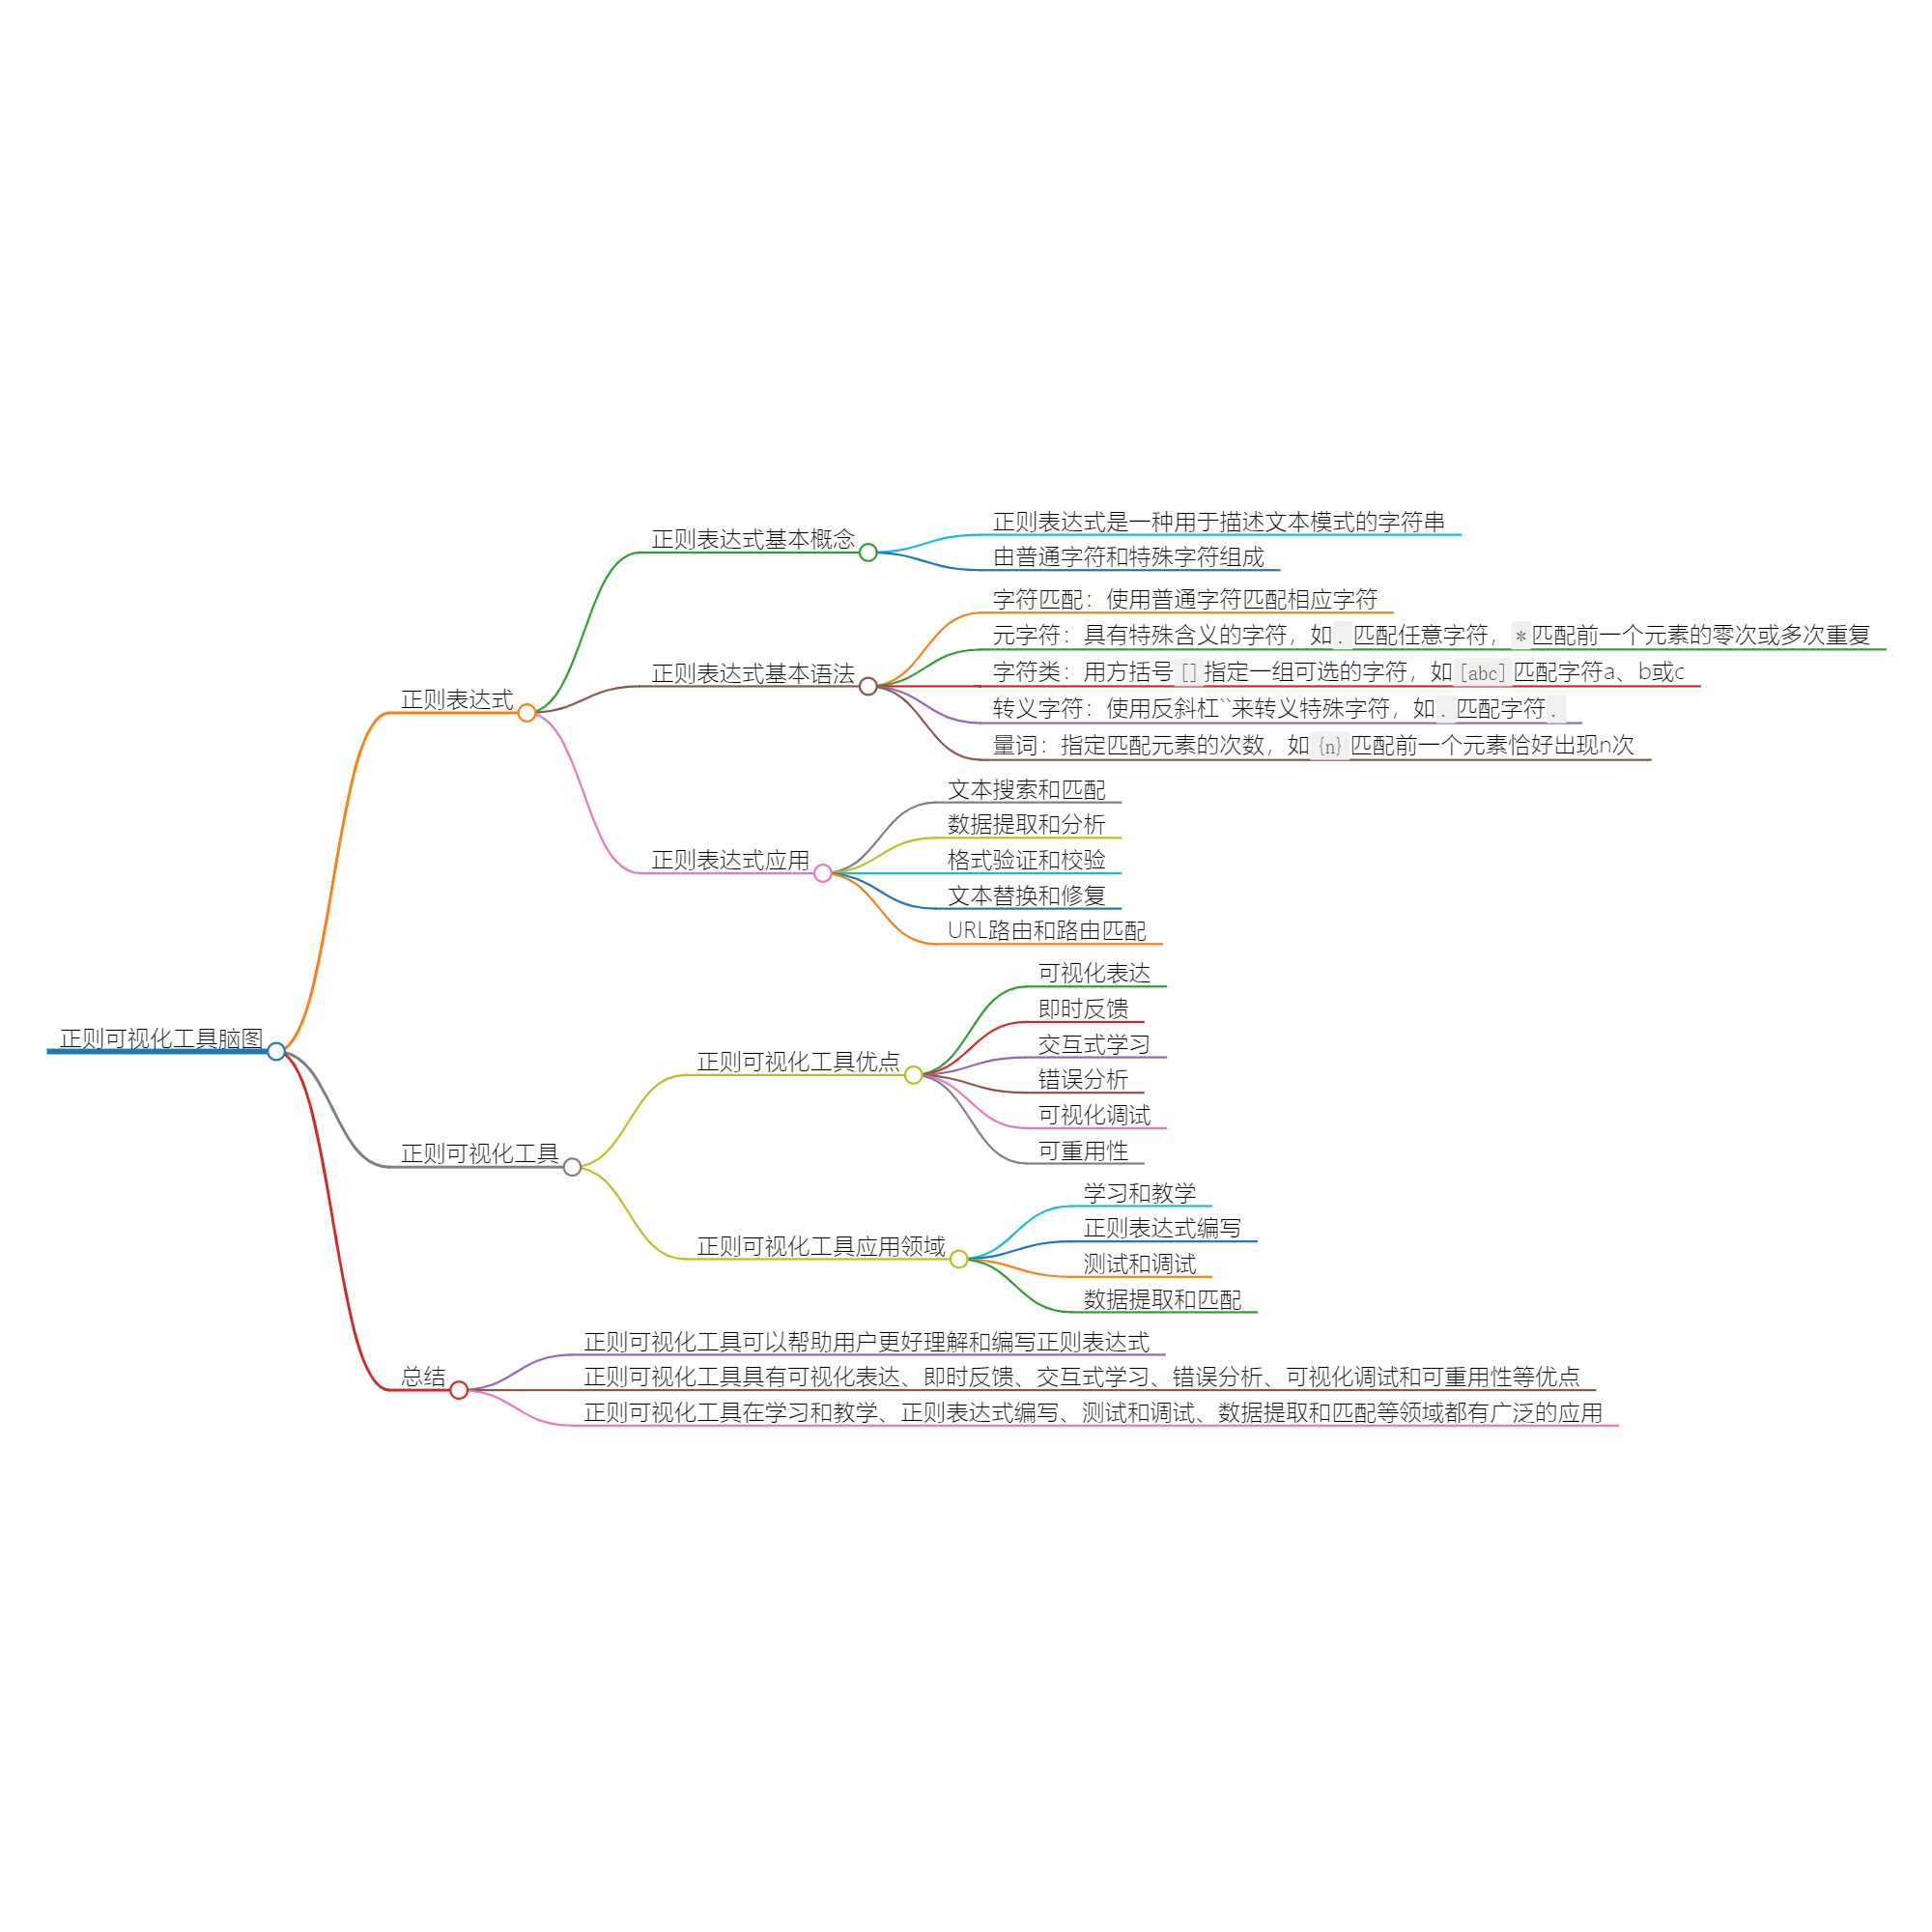 正则可视化工具脑图
正则表达式
正则表达式基本概念
正则表达式是一种用于描述文本模式的字符串
由普通字符和特殊字符组成
正则表达式基本语法
字符匹配：使用普通字符匹配相应字符
元字符：具有特殊含义的字符，如.匹配任意字符，*匹配前一个元素的零次或多次重复
字符类：用方括号[]指定一组可选的字符，如[abc]匹配字符a、b或c
转义字符：使用反斜杠``来转义特殊字符，如.匹配字符.
量词：指定匹配元素的次数，如{n}匹配前一个元素恰好出现n次
正则表达式应用
文本搜索和匹配
数据提取和分析
格式验证和校验
文本替换和修复
URL路由和路由匹配
正则可视化工具
正则可视化工具优点
可视化表达
即时反馈
交互式学习
错误分析
可视化调试
可重用性
正则可视化工具应用领域
学习和教学
正则表达式编写
测试和调试
数据提取和匹配
总结
正则可视化工具可以帮助用户更好理解和编写正则表达式
正则可视化工具具有可视化表达、即时反馈、交互式学习、错误分析、可视化调试和可重用性等优点
正则可视化工具在学习和教学、正则表达式编写、测试和调试、数据提取和匹配等领域都有广泛的应用